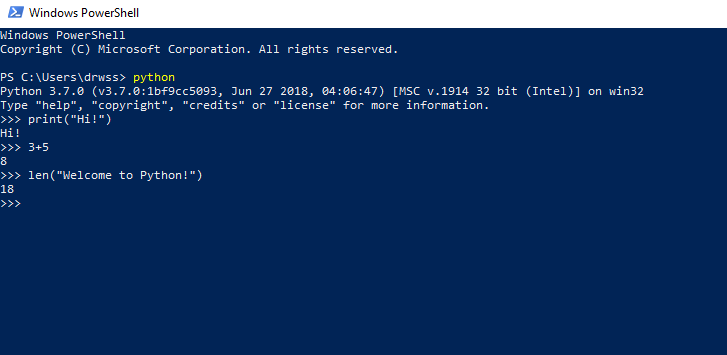 Windows PowerShell
Windows PowerShell
Copyright (C) Microsoft Corporation. All rights reserved.
PS C:\Users\drwss> python
Python 3.7.0 (v3.7.0:1bf9cc5093, Jun 27 2018, 04:06:47) [MSC v.1914 32 bit (Intel)] on win32
Type "help", "copyright", "credits" or "license" for more information.
>>> print("Hi!")
Hi!
>>> 3+5
8
>>> len("Welcome to Python!")
18
>>>